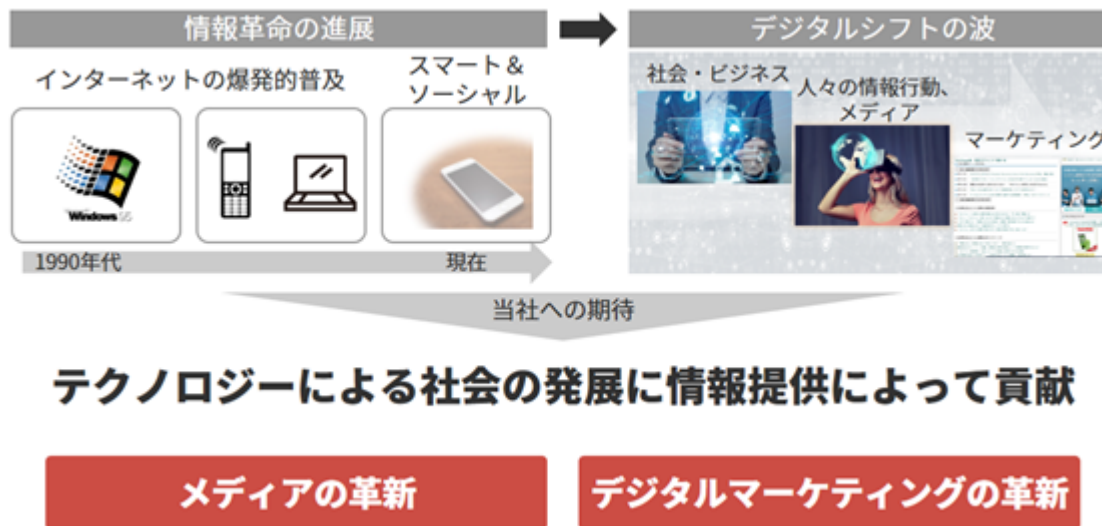 情報革命の進展
デジタルシフトの波
インターネットの爆発的普及
スマート＆
ソーシャル
Windows 95
1990年代
現在
社会・ビジネス
人々の情報行動、
メディア
マーケティング
当社への期待
テクノロジーによる社会の発展に情報提供によって貢献
メディアの革新
デジタルマーケティングの革新